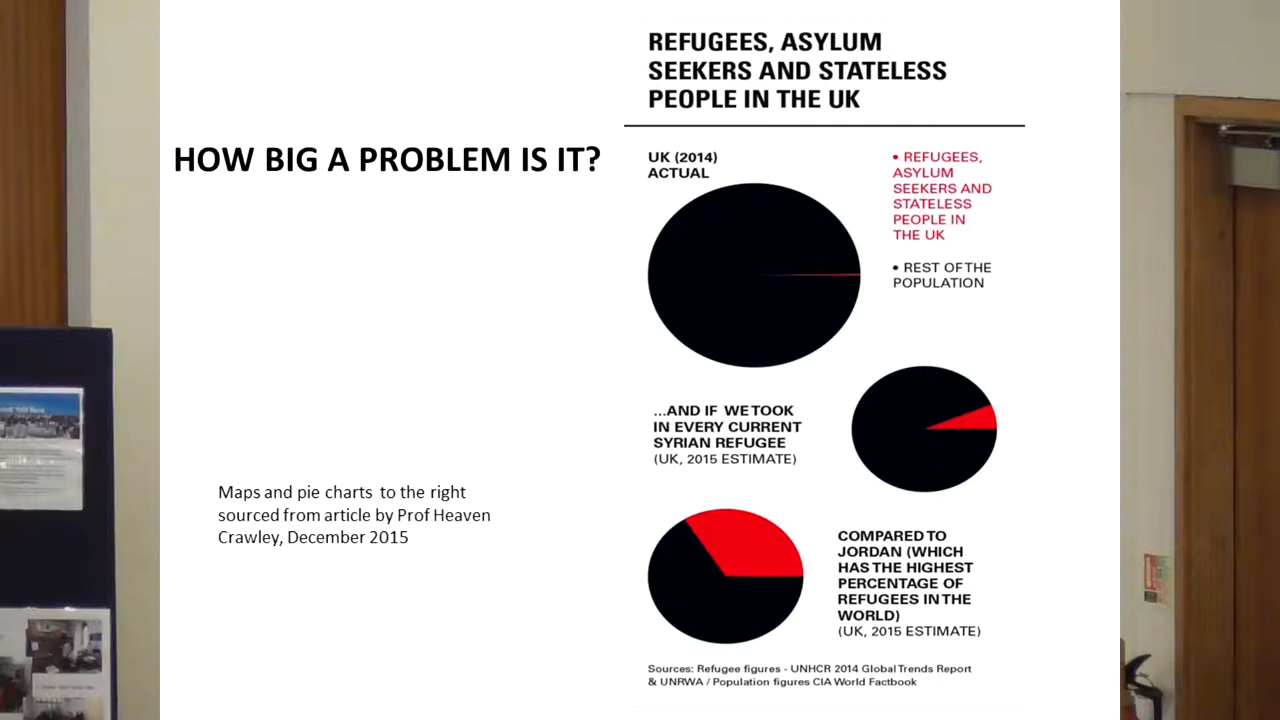 HOW BIG A PROBLEM IS IT?
Maps and pie charts to the right
sourced from article by Prof Heaven
Crawley, December 2015
REFUGEES, ASYLUM
SEEKERS AND STATELESS
PEOPLE IN THE UK
UK (2014)
ACTUAL
• REFUGEES,
ASYLUM
SEEKERS AND
STATELESS
PEOPLE IN
THE UK
• REST OF THE
POPULATION
...AND IF WE TOOK
IN EVERY CURRENT
SYRIAN REFUGEE
(UK, 2015 ESTIMATE)
COMPARED TO
JORDAN (WHICH
HAS THE HIGHEST
PERCENTAGE OF
REFUGEES IN THE
WORLD)
(UK, 2015 ESTIMATE)
Sources: Refugee figures - UNHCR 2014 Global Trends Report
& UNRWA / Population figures CIA World Factbook